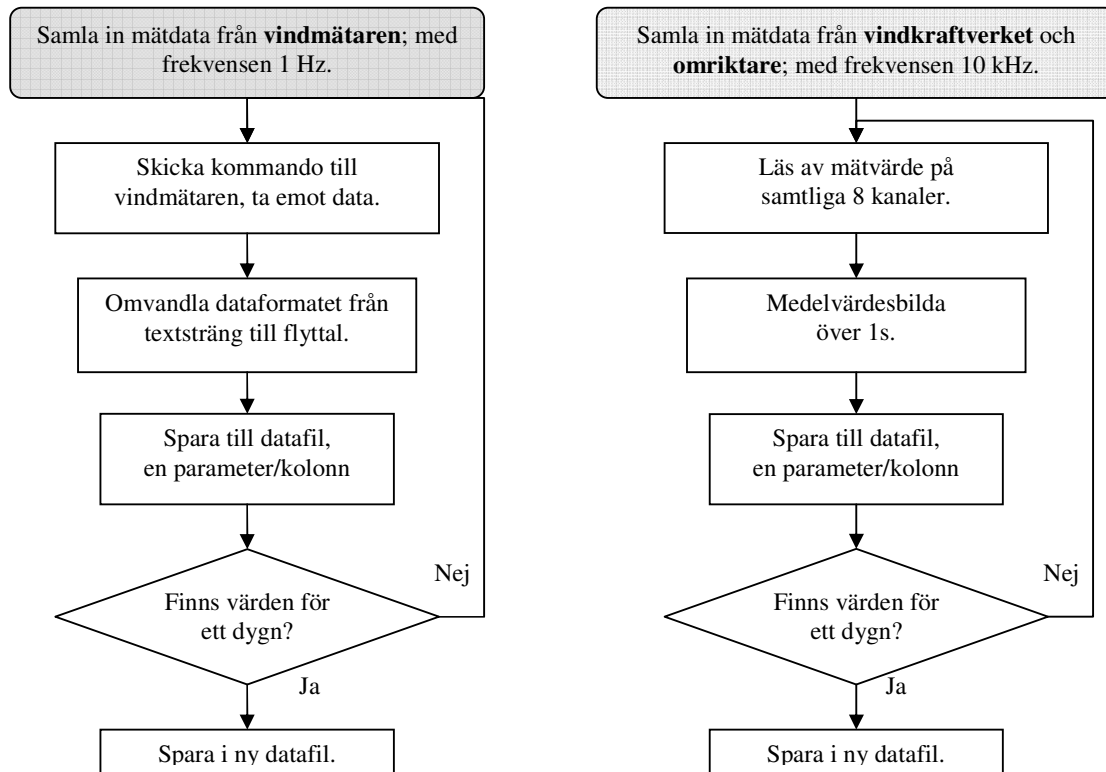 Samla in mätdata från vindmätaren; med
frekvensen 1 Hz.
Skicka kommando till
vindmätaren, ta emot data.
Omvandla dataformatet från
textsträng till flyttal.
Spara till datafil,
en parameter/kolonn
Nej
Finns värden för
ett dygn?
Ja
Spara i ny datafil.
Samla in mätdata från vindkraftverket och
omriktare; med frekvensen 10 kHz.
Läs av mätvärde på
samtliga 8 kanaler.
Medelvärdesbilda
över 1s.
Spara till datafil,
en parameter/kolonn
Nej
Finns värden för
ett dygn?
Ja
Spara i ny datafil.